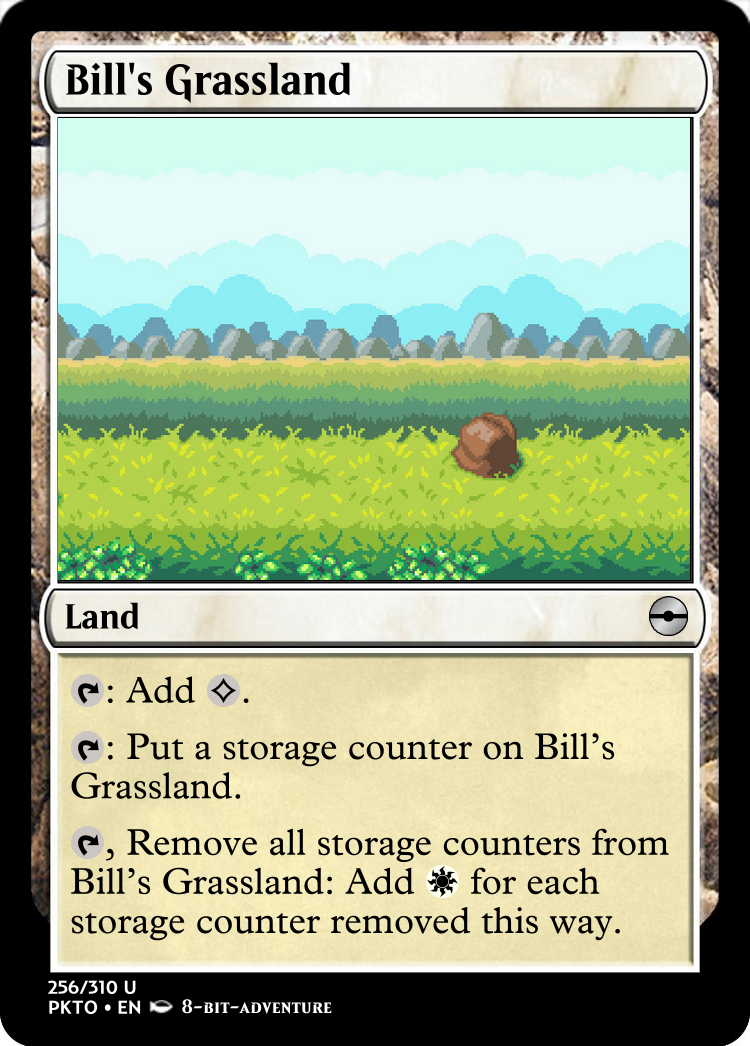 Bill's Grassland
Land
: Add .
: Put a storage counter on Bill's
Grassland.
, Remove all storage counters from
Bill's Grassland: Add for each
storage counter removed this way.
256/310 U
PKTO • EN 8-BIT-ADVENTURE